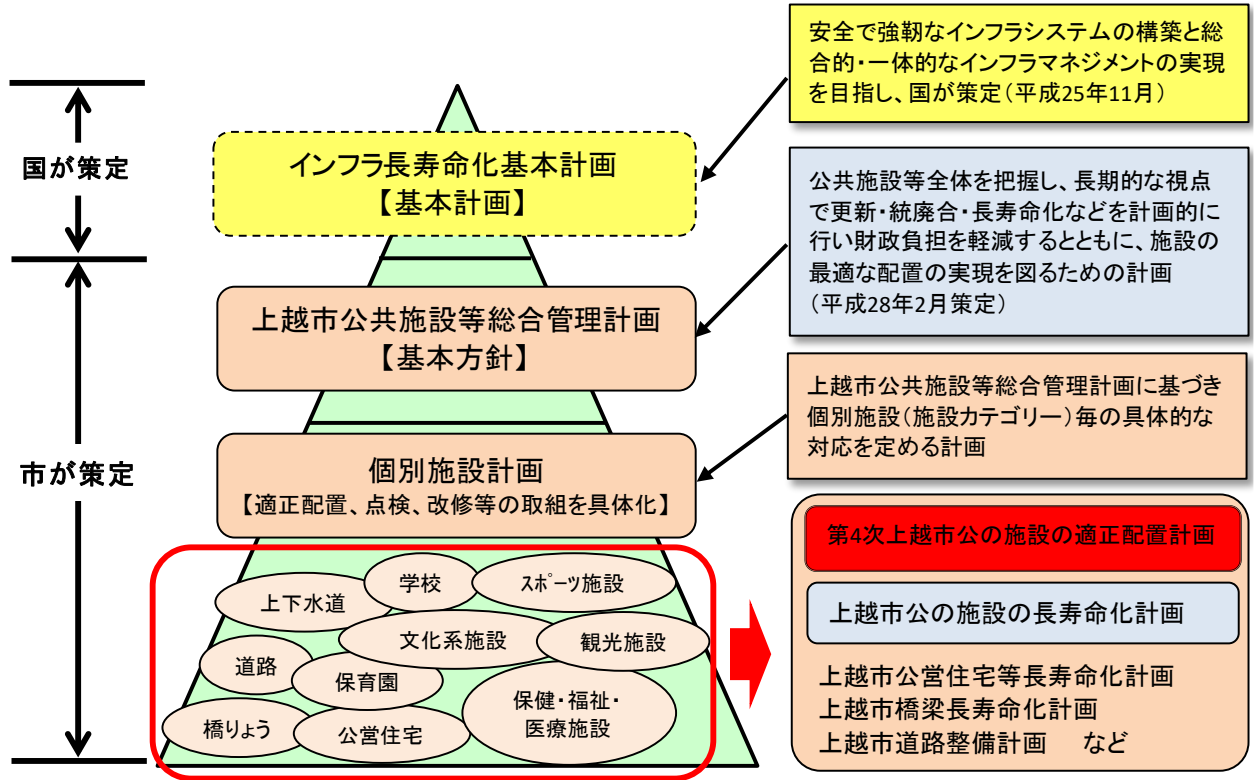 安全で強靭なインフラシステムの構築と総
合的・一体的なインフラマネジメントの実現
を目指し、国が策定（平成25年11月）
国が策定
インフラ長寿命化基本計画
【基本計画】
公共施設等全体を把握し、長期的な視点
で更新・統廃合・長寿命化などを計画的に
行い財政負担を軽減するとともに、施設の
最適な配置の実現を図るための計画
（平成28年2月策定）
市が策定
上越市公共施設等総合管理計画
【基本方針】
上越市公共施設等総合管理計画に基づき
個別施設（施設カテゴリー）毎の具体的な
対応を定める計画
個別施設計画
【適正配置、点検、改修等の取組を具体化】
上下水道
学校
スポーツ施設
文化系施設
観光施設
道路
保育園
保健・福祉・
医療施設
橋りょう
公営住宅
第4次上越市公の施設の適正配置計画
上越市公の施設の長寿命化計画
上越市公営住宅等長寿命化計画
上越市橋梁長寿命化計画
上越市道路整備計画　など